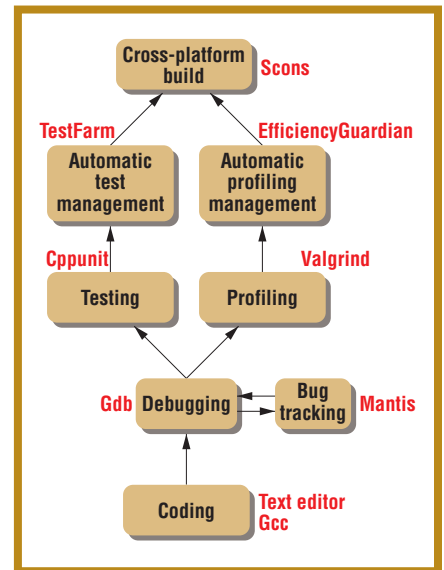 Cross-platform
build
Scons
TestFarm
EfficiencyGuardian
Automatic
test
management
Automatic
profiling
management
Cppunit
Valgrind
Testing
Profiling
Gdb
Debugging
Bug
tracking
Mantis
Coding
Text editor
Gcc